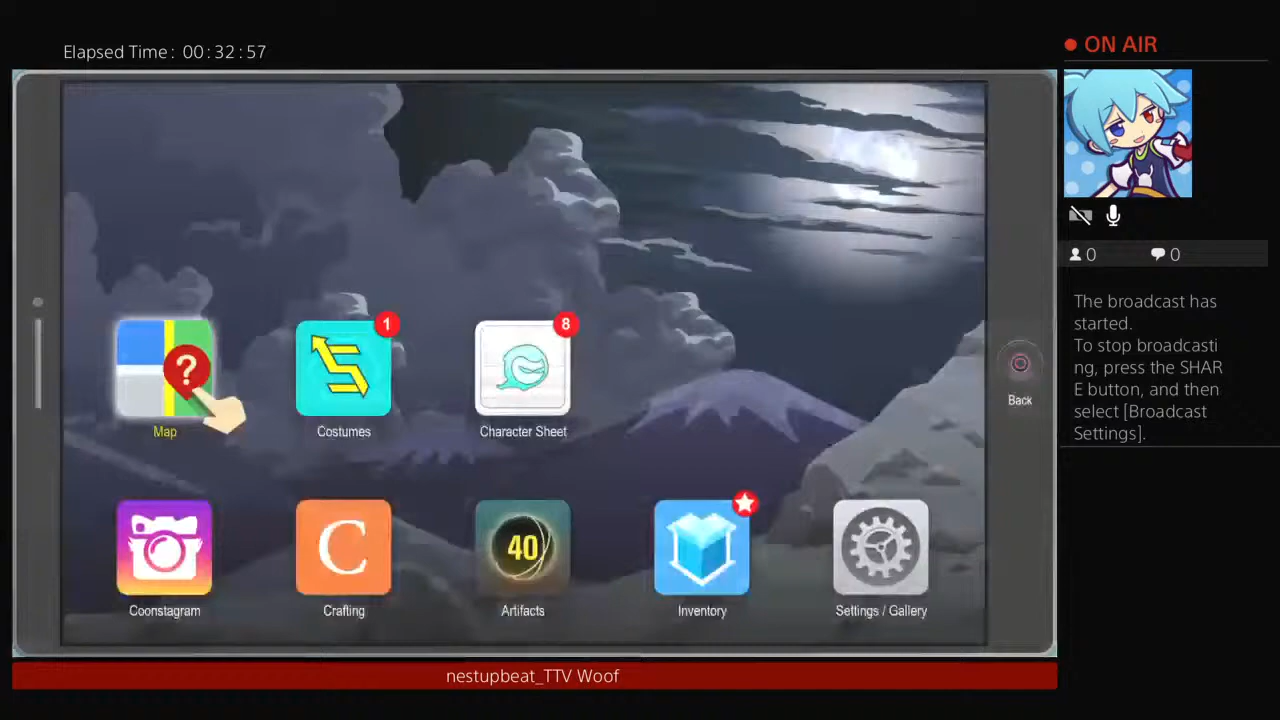 Elapsed Time: 00:32:57
ON AIR
0
0
The broadcast has
started.
To stop broadcasti
ng, press the SHAR
E button, and then
select [Broadcast
Settings].
?
1
8
Map
Costumes
Character Sheet
Back
C
40
Coonstagram
Crafting
Artifacts
Inventory
Settings / Gallery
nestupbeat_TTV Woof